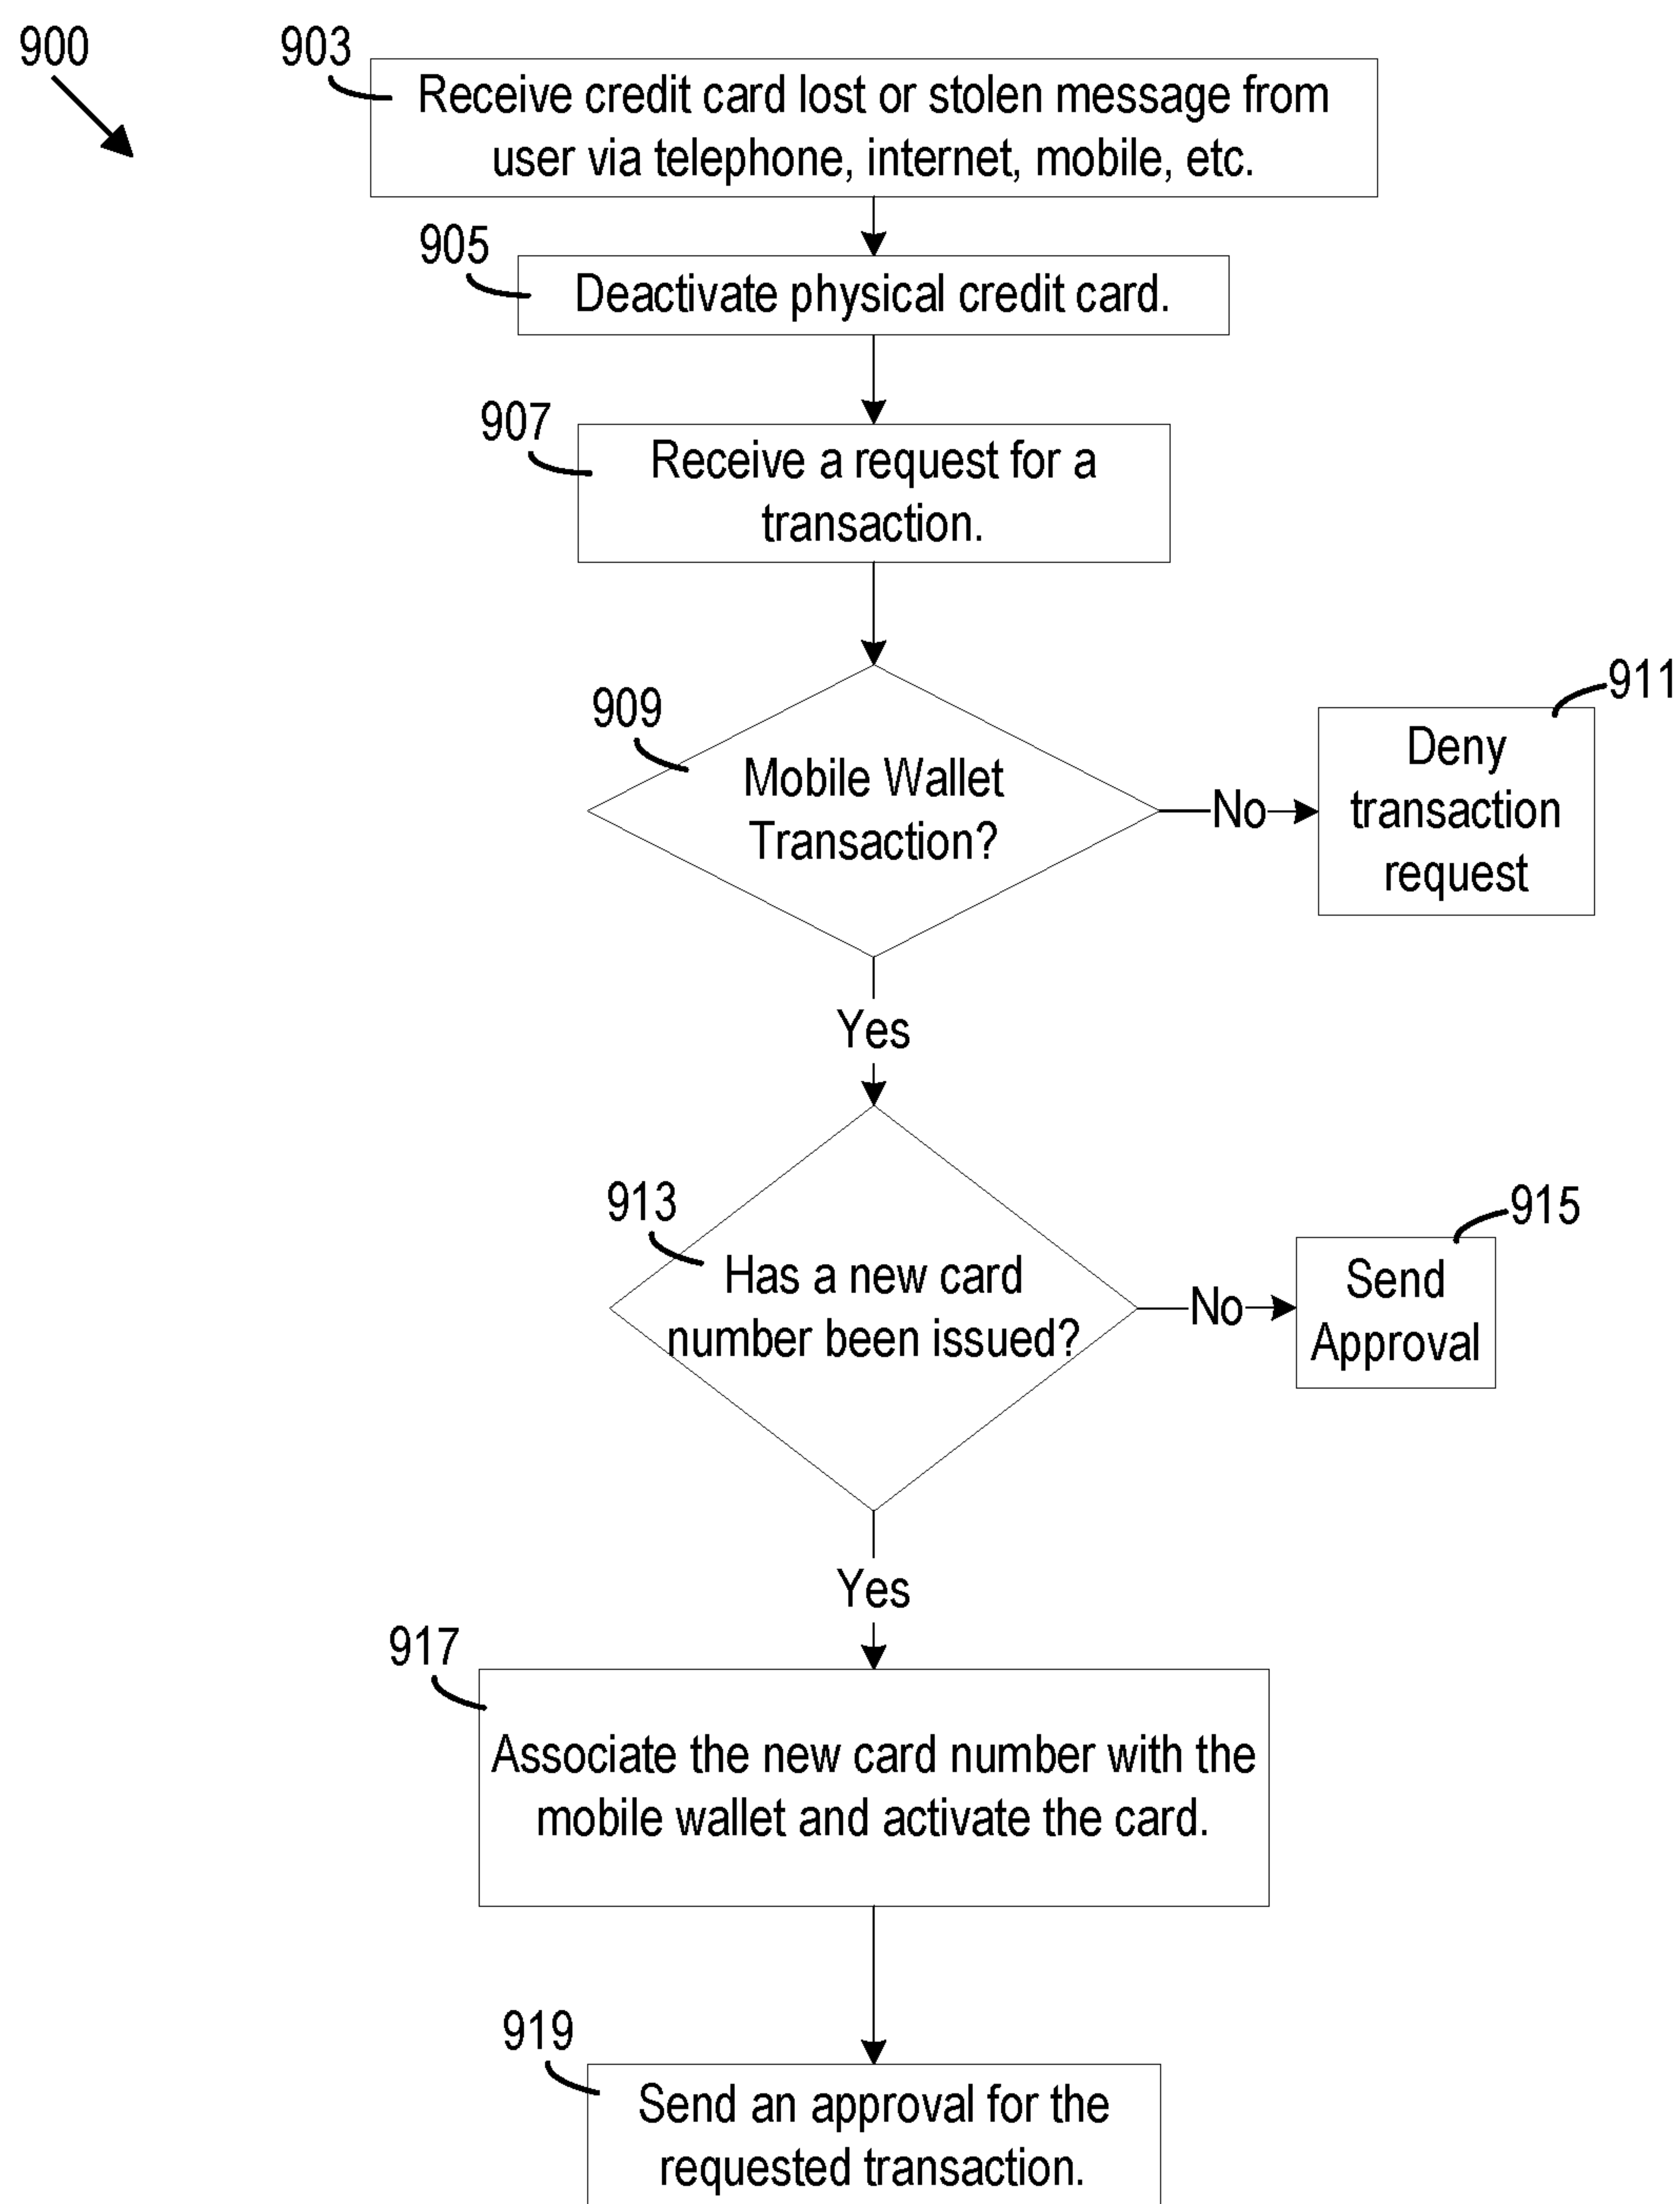 900
903
Receive credit card lost or stolen message from
user via telephone, internet, mobile, etc.
905
Deactivate physical credit card.
907
Receive a request for a
transaction.
909
Mobile Wallet
Transaction?
No
911
Deny
transaction
request
Yes
913
Has a new card
number been issued?
No
915
Send
Approval
Yes
917
Associate the new card number with the
mobile wallet and activate the card.
919
Send an approval for the
requested transaction.